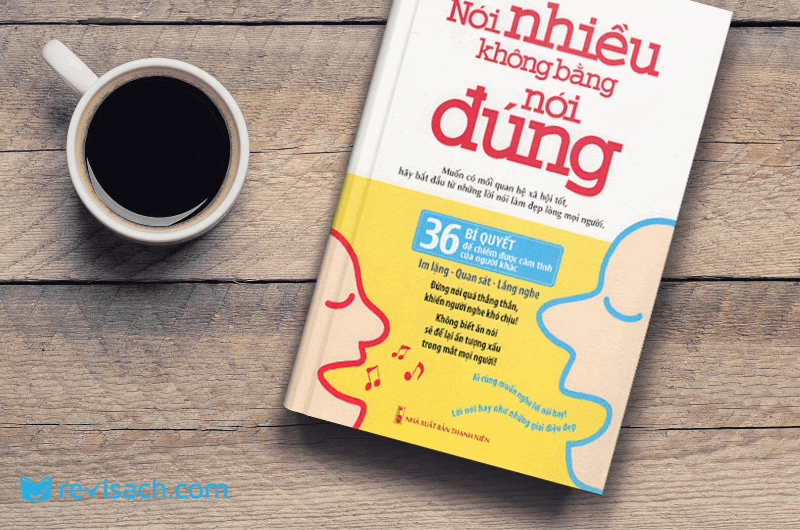 Nói nhiều
không bằng
nói
đúng
Muốn có mối quan hệ xã hội tốt,
hãy bắt đầu từ những lời nói làm đẹp lòng mọi người.
36 BÍ QUYẾT
để chiếm được cảm tình
của người khác
Im lặng - Quan sát - Lắng nghe
Đừng nói quá thẳng thắn,
khiến người nghe khó chịu!
Không biết ăn nói
sẽ để lại ấn tượng xấu
trong mắt mọi người!
Ai cũng muốn nghe lời nói hay!
Lời nói hay như những giai điệu đẹp
NHÀ XUẤT BẢN THANH NIÊN
revisach.com